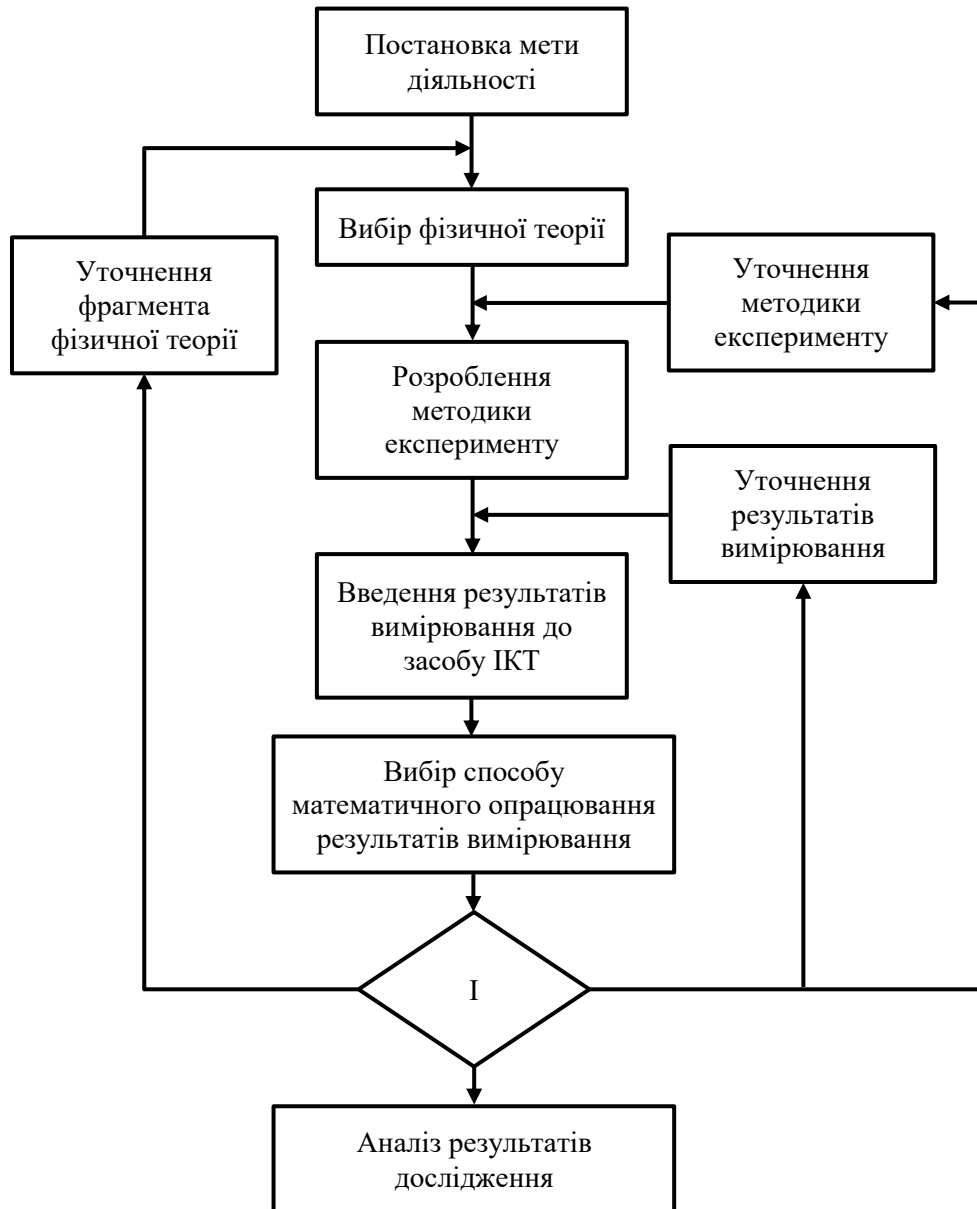 Постановка мети
діяльності
Вибір фізичної теорії
Уточнення
фрагмента
фізичної теорії
Уточнення
методики
експерименту
Розроблення
методики
експерименту
Уточнення
результатів
вимірювання
Введення результатів
вимірювання до
засобу ІКТ
Вибір способу
математичного опрацювання
результатів вимірювання
І
Аналіз результатів
дослідження